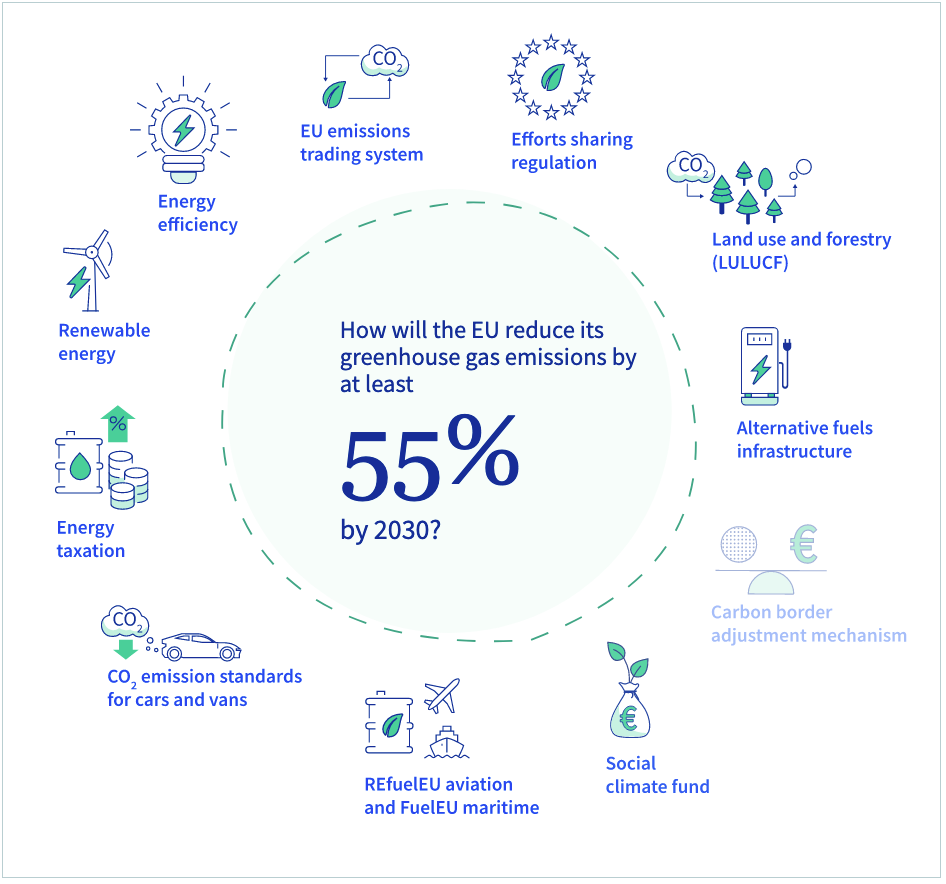 CO2
EU emissions
trading system
Efforts sharing
regulation
CO2
Land use and forestry
(LULUCF)
Energy
efficiency
Renewable
energy
How will the EU reduce its
greenhouse gas emissions by
at least
55%
by 2030?
Alternative fuels
infrastructure
%
Energy
taxation
€
Carbon border
adjustment mechanism
CO2
CO2 emission standards
for cars and vans
€
Social
climate fund
REfuelEU aviation
and FuelEU maritime